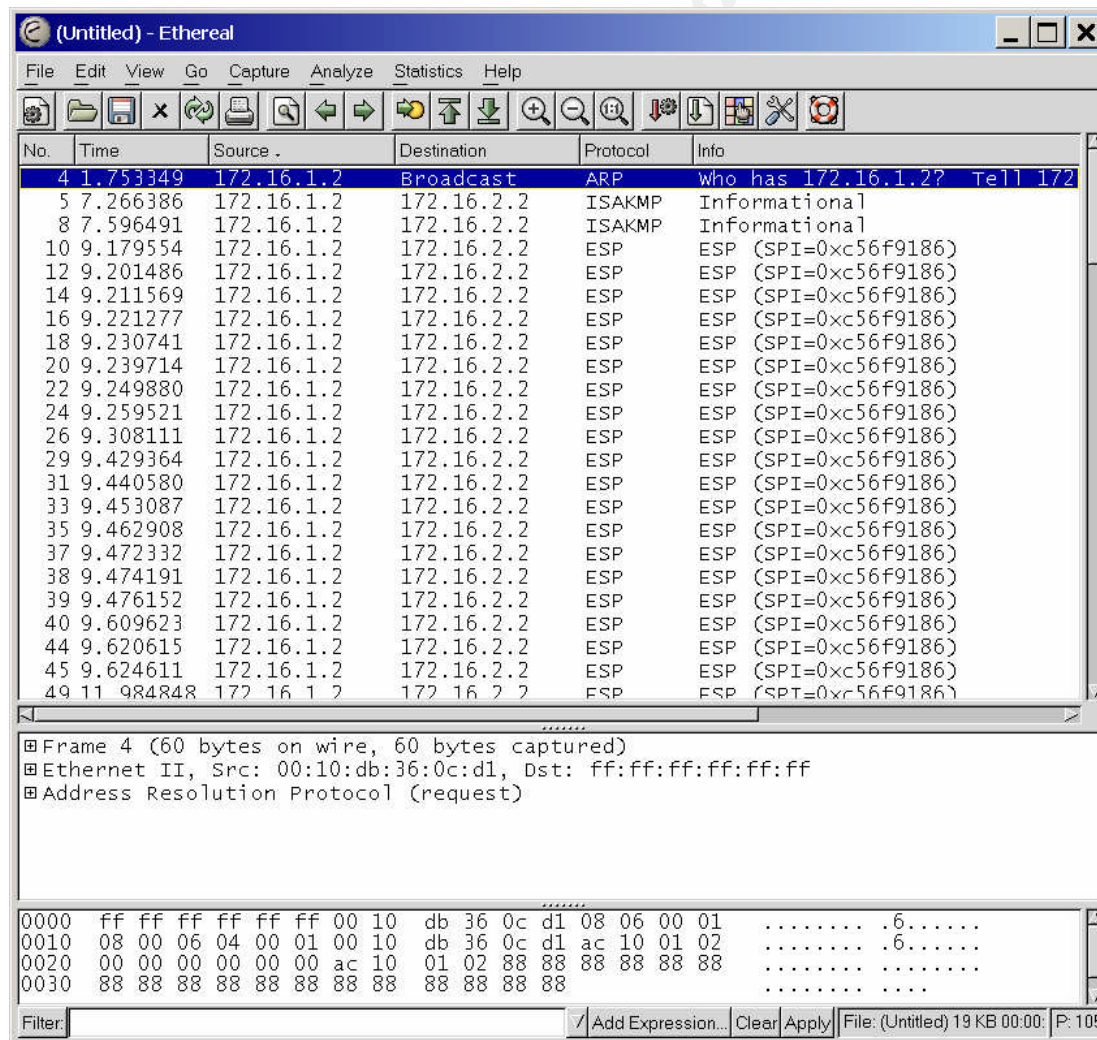 (Untitled) - Ethereal
File Edit View Go Capture Analyze Statistics Help
No. Time Source . Destination Protocol Info
4 1.753349 172.16.1.2 Broadcast ARP Who has 172.16.1.2? Tell 172
5 7.266386 172.16.1.2 172.16.2.2 ISAKMP Informational
8 7.596491 172.16.1.2 172.16.2.2 ISAKMP Informational
10 9.179554 172.16.1.2 172.16.2.2 ESP ESP (SPI=0xc56f9186)
12 9.201486 172.16.1.2 172.16.2.2 ESP ESP (SPI=0xc56f9186)
14 9.211569 172.16.1.2 172.16.2.2 ESP ESP (SPI=0xc56f9186)
16 9.221277 172.16.1.2 172.16.2.2 ESP ESP (SPI=0xc56f9186)
18 9.230741 172.16.1.2 172.16.2.2 ESP ESP (SPI=0xc56f9186)
20 9.239714 172.16.1.2 172.16.2.2 ESP ESP (SPI=0xc56f9186)
22 9.249880 172.16.1.2 172.16.2.2 ESP ESP (SPI=0xc56f9186)
24 9.259521 172.16.1.2 172.16.2.2 ESP ESP (SPI=0xc56f9186)
26 9.308111 172.16.1.2 172.16.2.2 ESP ESP (SPI=0xc56f9186)
29 9.429364 172.16.1.2 172.16.2.2 ESP ESP (SPI=0xc56f9186)
31 9.440580 172.16.1.2 172.16.2.2 ESP ESP (SPI=0xc56f9186)
33 9.453087 172.16.1.2 172.16.2.2 ESP ESP (SPI=0xc56f9186)
35 9.462908 172.16.1.2 172.16.2.2 ESP ESP (SPI=0xc56f9186)
37 9.472332 172.16.1.2 172.16.2.2 ESP ESP (SPI=0xc56f9186)
38 9.474191 172.16.1.2 172.16.2.2 ESP ESP (SPI=0xc56f9186)
39 9.476152 172.16.1.2 172.16.2.2 ESP ESP (SPI=0xc56f9186)
40 9.609623 172.16.1.2 172.16.2.2 ESP ESP (SPI=0xc56f9186)
44 9.620615 172.16.1.2 172.16.2.2 ESP ESP (SPI=0xc56f9186)
45 9.624611 172.16.1.2 172.16.2.2 ESP ESP (SPI=0xc56f9186)
49 11.984848 172.16.1.2 172.16.2.2 ESP ESP (SPI=0xc56f9186)
Frame 4 (60 bytes on wire, 60 bytes captured)
Ethernet II, Src: 00:10:db:36:0c:d1, Dst: ff:ff:ff:ff:ff:ff
Address Resolution Protocol (request)
0000 ff ff ff ff ff ff 00 10 db 36 0c d1 08 06 00 01 ........ .6......
0010 08 00 06 04 00 01 00 10 db 36 0c d1 ac 10 01 02 ........ .6......
0020 00 00 00 00 00 00 ac 10 01 02 88 88 88 88 88 88 ........ ........
0030 88 88 88 88 88 88 88 88 88 88 88 88 ........ ....
Filter: Add Expression... Clear Apply File: (Untitled) 19 KB 00:00: P: 105